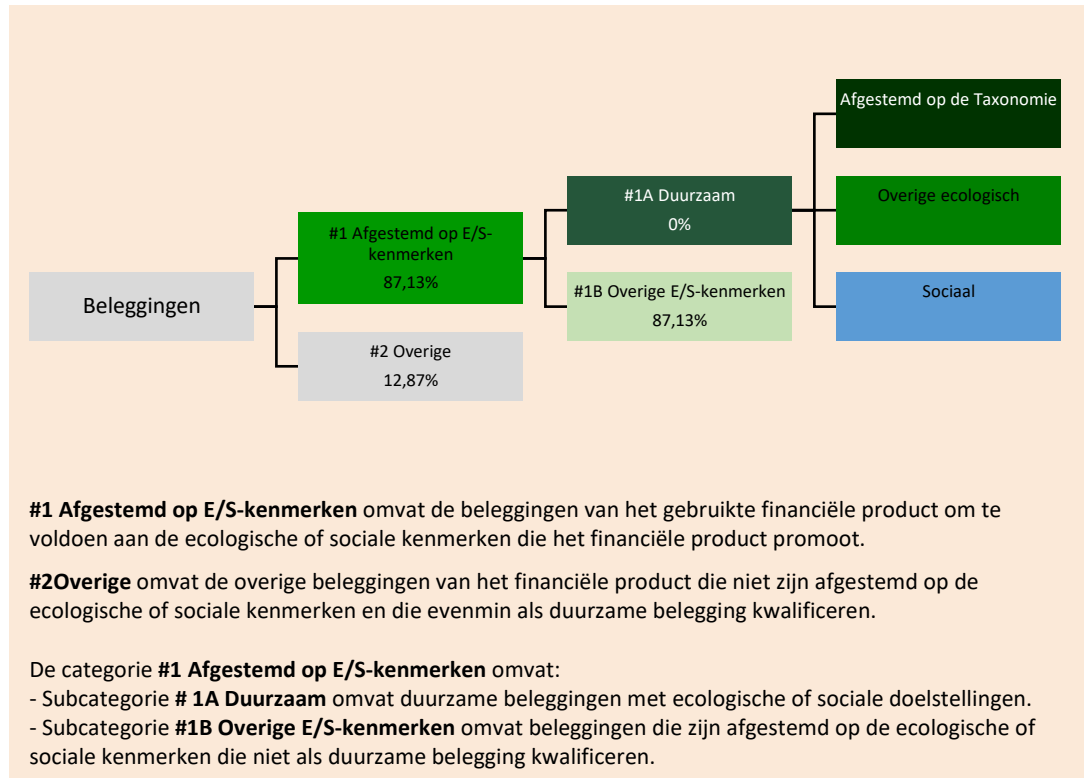 Afgestemd op de Taxonomie
#1A Duurzaam
0%
Overige ecologisch
#1 Afgestemd op E/S-
kenmerken
87,13%
Beleggingen
#1B Overige E/S-kenmerken
87,13%
Sociaal
#2 Overige
12,87%
#1 Afgestemd op E/S-kenmerken omvat de beleggingen van het gebruikte financiële product om te
voldoen aan de ecologische of sociale kenmerken die het financiële product promoot.
#2Overige omvat de overige beleggingen van het financiële product die niet zijn afgestemd op de
ecologische of sociale kenmerken en die evenmin als duurzame belegging kwalificeren.
De categorie #1 Afgestemd op E/S-kenmerken omvat:
- Subcategorie # 1A Duurzaam omvat duurzame beleggingen met ecologische of sociale doelstellingen.
- Subcategorie #1B Overige E/S-kenmerken omvat beleggingen die zijn afgestemd op de ecologische of
sociale kenmerken die niet als duurzame belegging kwalificeren.